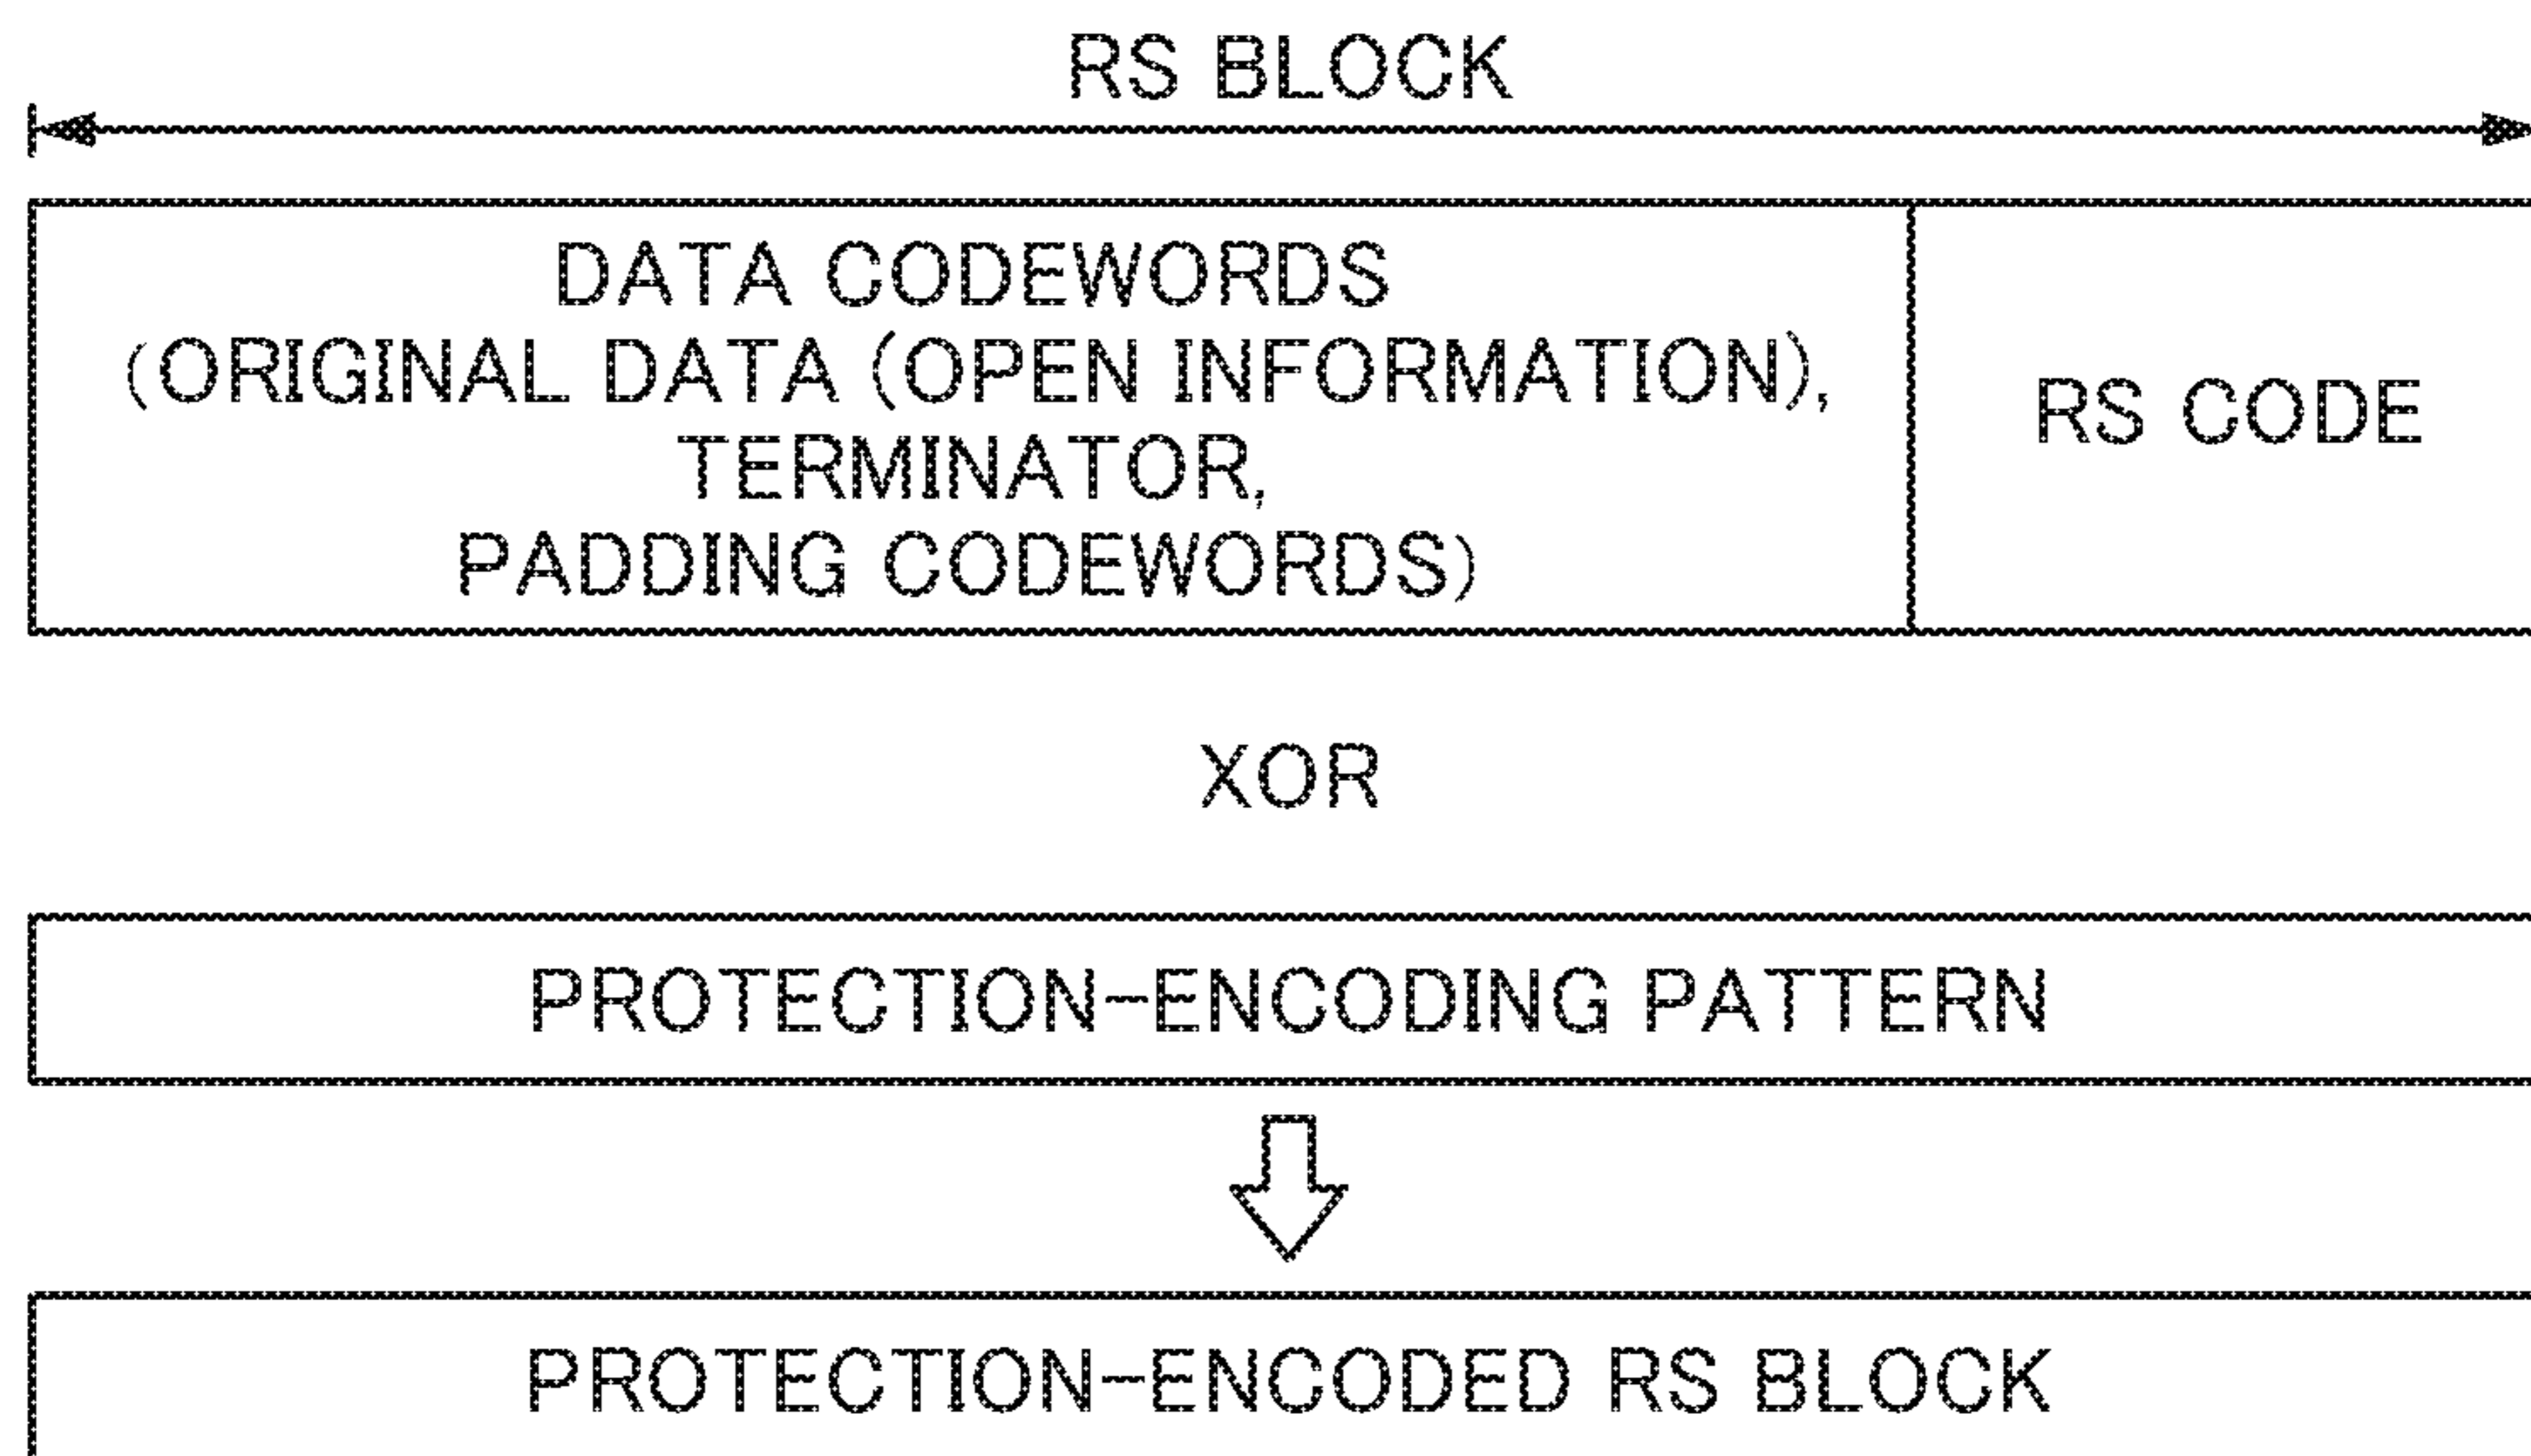 RS BLOCK
DATA CODEWORDS
(ORIGINAL DATA (OPEN INFORMATION),
TERMINATOR,
PADDING CODEWORDS)
RS CODE
XOR
PROTECTION-ENCODING PATTERN
PROTECTION-ENCODED RS BLOCK